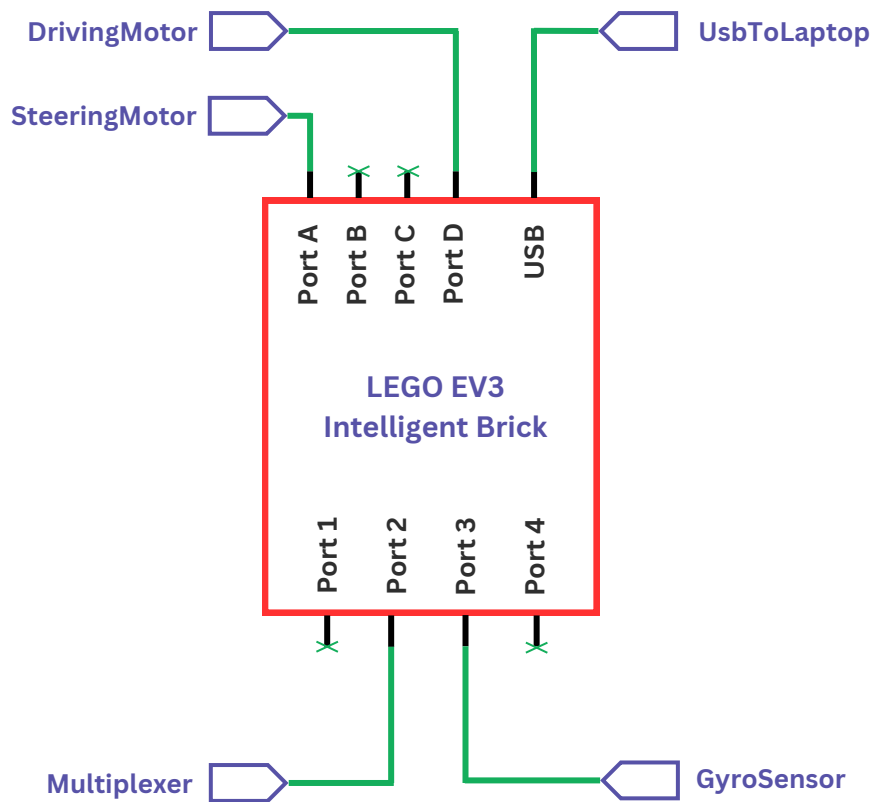 DrivingMotor
UsbToLaptop
SteeringMotor
Port A
Port B
Port C
Port D
USB
LEGO EV3
Intelligent Brick
Port 1
Port 2
Port 3
Port 4
Multiplexer
GyroSensor